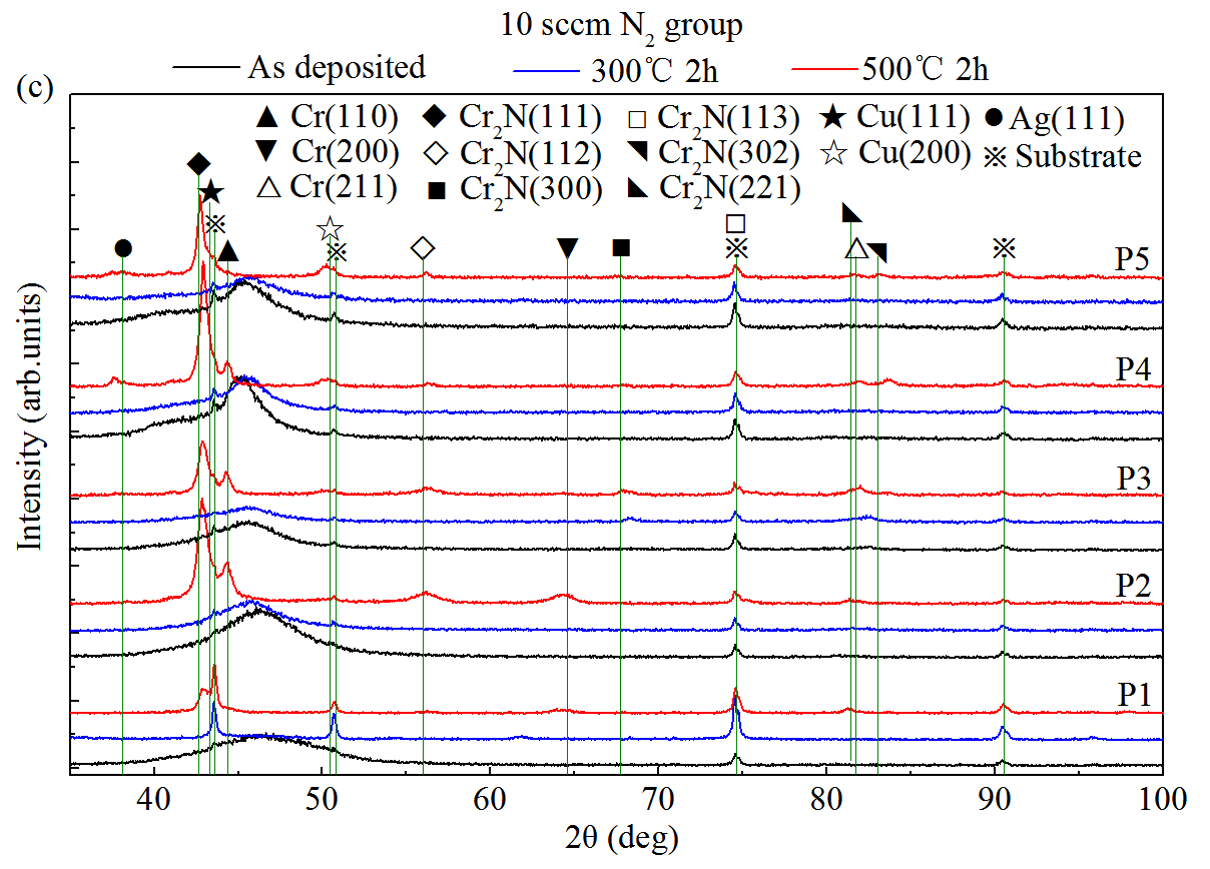 10 sccm N₂ group
As deposited 300℃ 2h 500℃ 2h
(c)
▲ Cr(110) ◆ Cr₂N(111) □ Cr₂N(113) ★ Cu(111) ● Ag(111)
▼ Cr(200) ◇ Cr₂N(112) ◥ Cr₂N(302) ☆ Cu(200) ※ Substrate
△ Cr(211) ■ Cr₂N(300) ◣ Cr₂N(221)
P5
P4
P3
P2
P1
Intensity (arb.units)
40 50 60 70 80 90 100
2θ (deg)